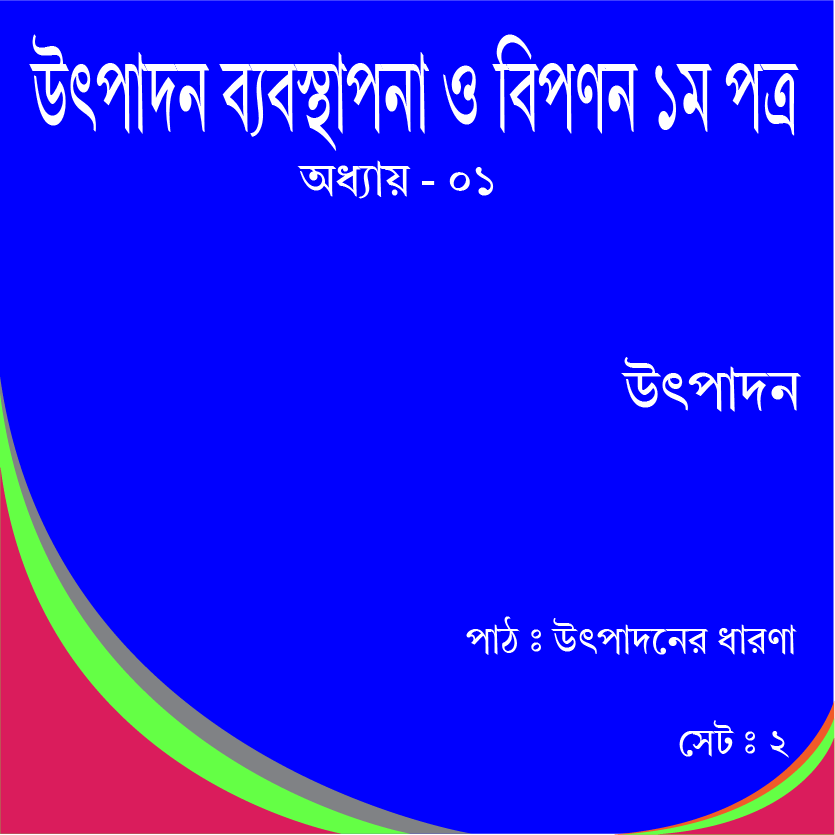 উৎপাদন ব্যবস্থাপনা ও বিপণন ১ম পত্র
অধ্যায় - ০১
উৎপাদন
পাঠ ঃ উৎপাদনের ধারণা
সেট ঃ ২